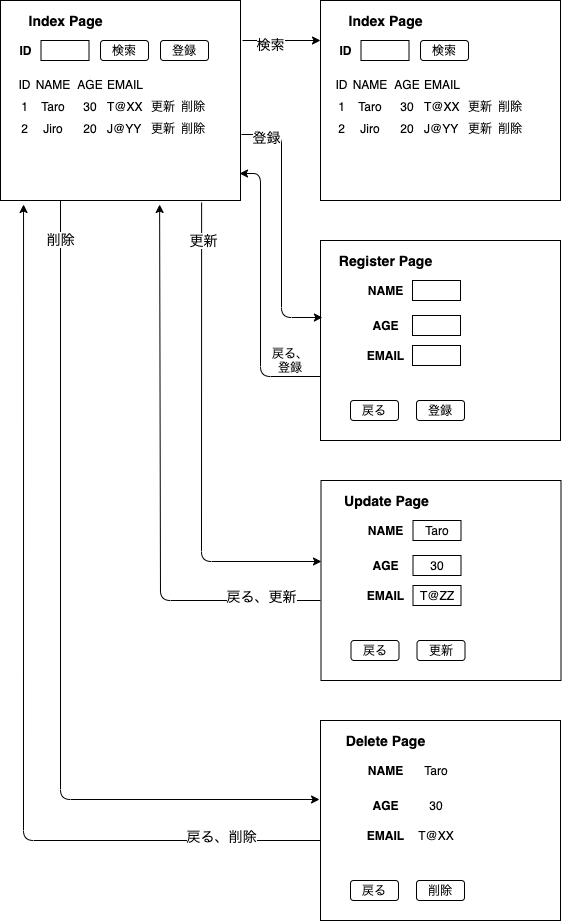 Index Page
ID 検索 登録
ID NAME AGE EMAIL
1 Taro 30 T@XX 更新 削除
2 Jiro 20 J@YY 更新 削除
検索
Index Page
ID 検索
ID NAME AGE EMAIL
1 Taro 30 T@XX 更新 削除
2 Jiro 20 J@YY 更新 削除
登録
削除
更新
Register Page
NAME
AGE
EMAIL
戻る 登録
戻る、
登録
Update Page
NAME Taro
AGE 30
EMAIL T@ZZ
戻る 更新
戻る、更新
Delete Page
NAME Taro
AGE 30
EMAIL T@XX
戻る 削除
戻る、削除